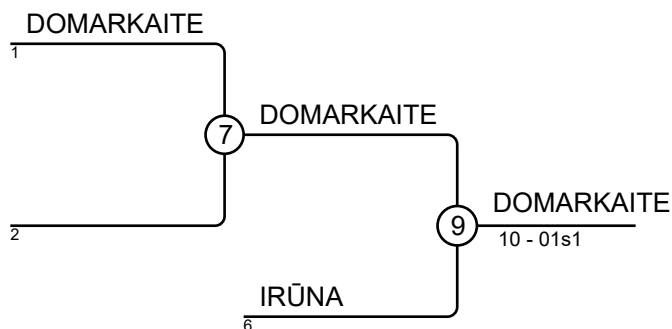 DOMARKAITE
1
7
DOMARKAITE
DOMARKAITE
2
9
10 - 01s1
IRŪNA
6